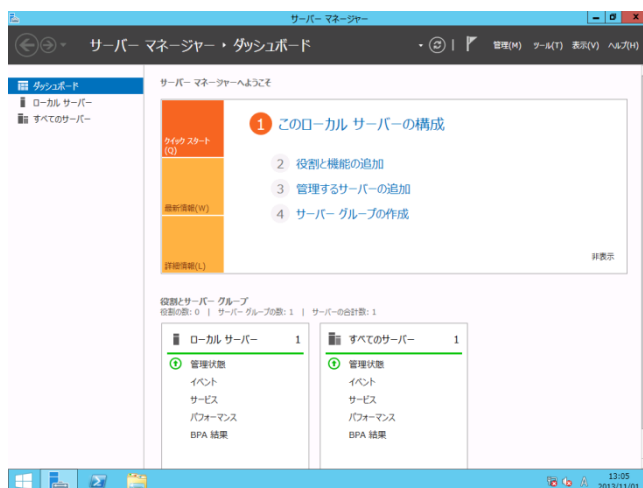 サーバー マネージャー
サーバー マネージャー ・ ダッシュボード
管理(M) ツール(T) 表示(V) ヘルプ(H)
ダッシュボード
ローカル サーバー
すべてのサーバー
サーバー マネージャーへようこそ
クイック スタート(Q)
最新情報(W)
詳細情報(L)
1 このローカル サーバーの構成
2 役割と機能の追加
3 管理するサーバーの追加
4 サーバー グループの作成
非表示
役割とサーバー グループ
役割の数: 0 | サーバー グループの数: 1 | サーバーの合計数: 1
ローカル サーバー 1
管理状態
イベント
サービス
パフォーマンス
BPA 結果
すべてのサーバー 1
管理状態
イベント
サービス
パフォーマンス
BPA 結果
A
13:05
2013/11/01